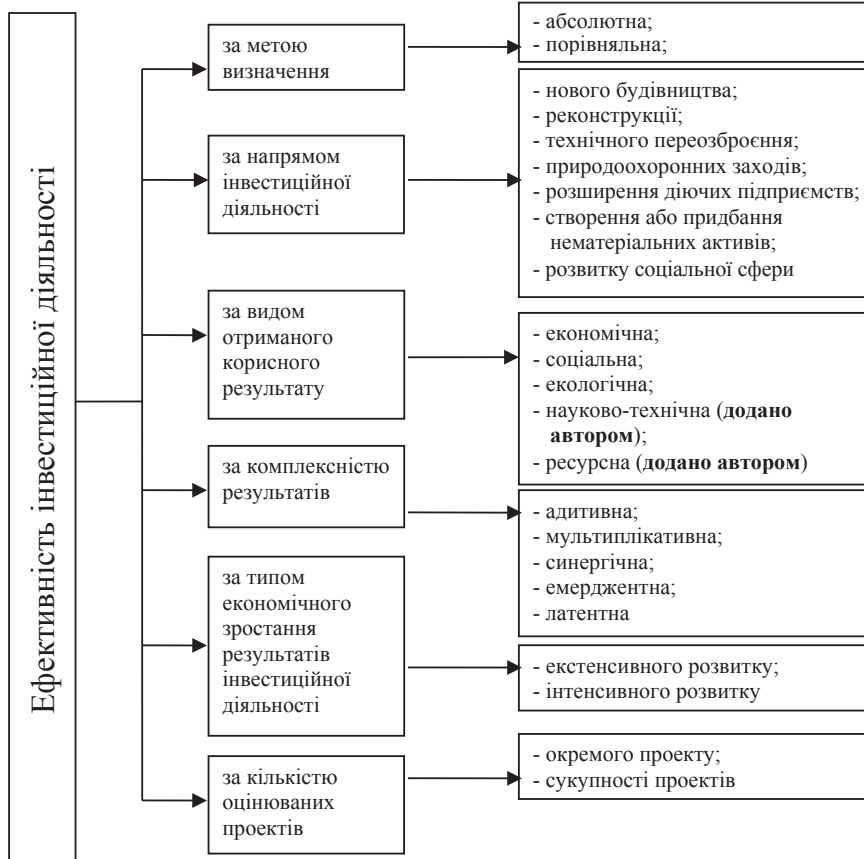 Ефективність інвестиційної діяльності
за метою
визначення
- абсолютна;
- порівняльна;
за напрямом
інвестиційної
діяльності
- нового будівництва;
- реконструкції;
- технічного переозброєння;
- природоохоронних заходів;
- розширення діючих підприємств;
- створення або придбання
нематеріальних активів;
- розвитку соціальної сфери
за видом
отриманого
корисного
результату
- економічна;
- соціальна;
- екологічна;
- науково-технічна (додано
автором);
- ресурсна (додано автором)
за комплексністю
результатів
- адитивна;
- мультиплікативна;
- синергічна;
- емерджентна;
- латентна
за типом
економічного
зростання
результатів
інвестиційної
діяльності
- екстенсивного розвитку;
- інтенсивного розвитку
за кількістю
оцінюваних
проектів
- окремого проекту;
- сукупності проектів